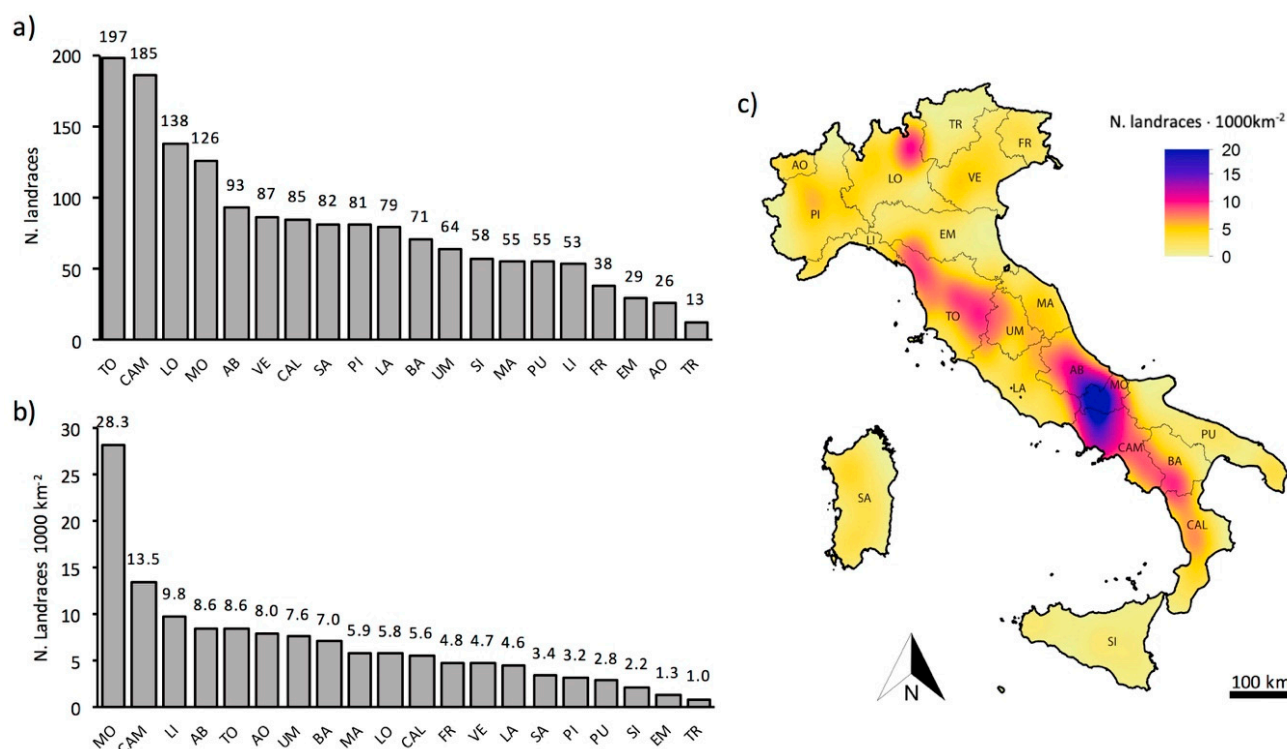 a)
N. landraces
200
150
100
50
0
197 185 138 126 93 87 85 82 81 79 71 64 58 55 55 53 38 29 26 13
TO CAM LO MO AB VE CAL SA PI LA BA UM SI MA PU LI FR EM AO TR
b)
N. Landraces 1000 km-2
30
25
20
15
10
5
0
28.3 13.5 9.8 8.6 8.6 8.0 7.6 7.0 5.9 5.8 5.6 4.8 4.7 4.6 3.4 3.2 2.8 2.2 1.3 1.0
MO CAM LI AB TO AO UM BA MA LO CAL FR VE LA SA PI PU SI EM TR
c)
N. landraces · 1000km-2
20
15
10
5
0
TR
FR
AO
LO
VE
PI
EM
LI
MA
TO
UM
AB
MO
LA
PU
CAM
BA
SA
CAL
SI
N
100 km